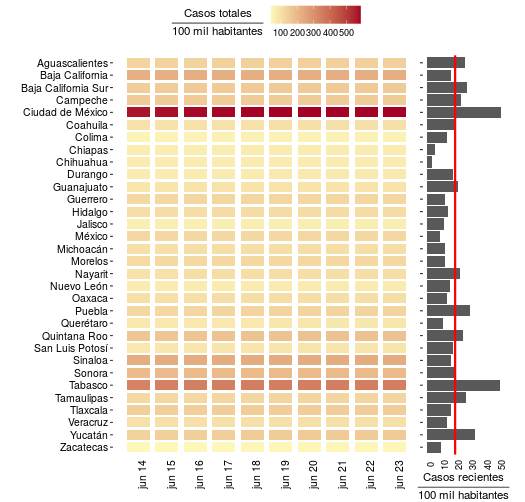 Casos totales
100 mil habitantes
100 200 300 400 500
Aguascalientes
Baja California
Baja California Sur
Campeche
Ciudad de México
Coahuila
Colima
Chiapas
Chihuahua
Durango
Guanajuato
Guerrero
Hidalgo
Jalisco
México
Michoacán
Morelos
Nayarit
Nuevo León
Oaxaca
Puebla
Querétaro
Quintana Roo
San Luis Potosí
Sinaloa
Sonora
Tabasco
Tamaulipas
Tlaxcala
Veracruz
Yucatán
Zacatecas
jun 14 jun 15 jun 16 jun 17 jun 18 jun 19 jun 20 jun 21 jun 22 jun 23
0 10 20 30 40 50
Casos recientes
100 mil habitantes